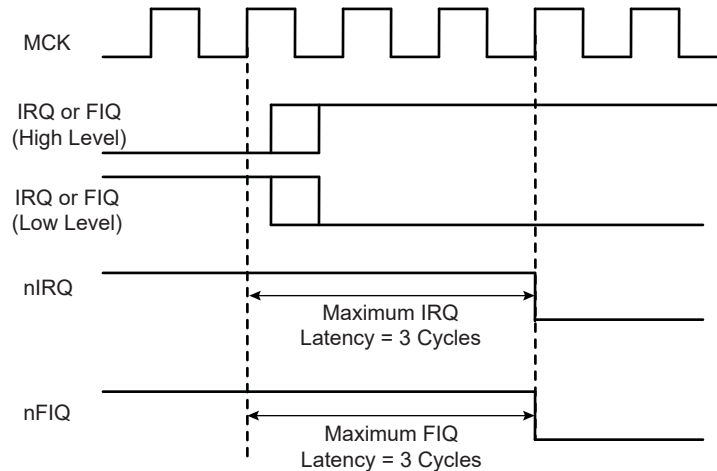 MCK
IRQ or FIQ
(High Level)
IRQ or FIQ
(Low Level)
nIRQ
Maximum IRQ
Latency = 3 Cycles
nFIQ
Maximum FIQ
Latency = 3 Cycles